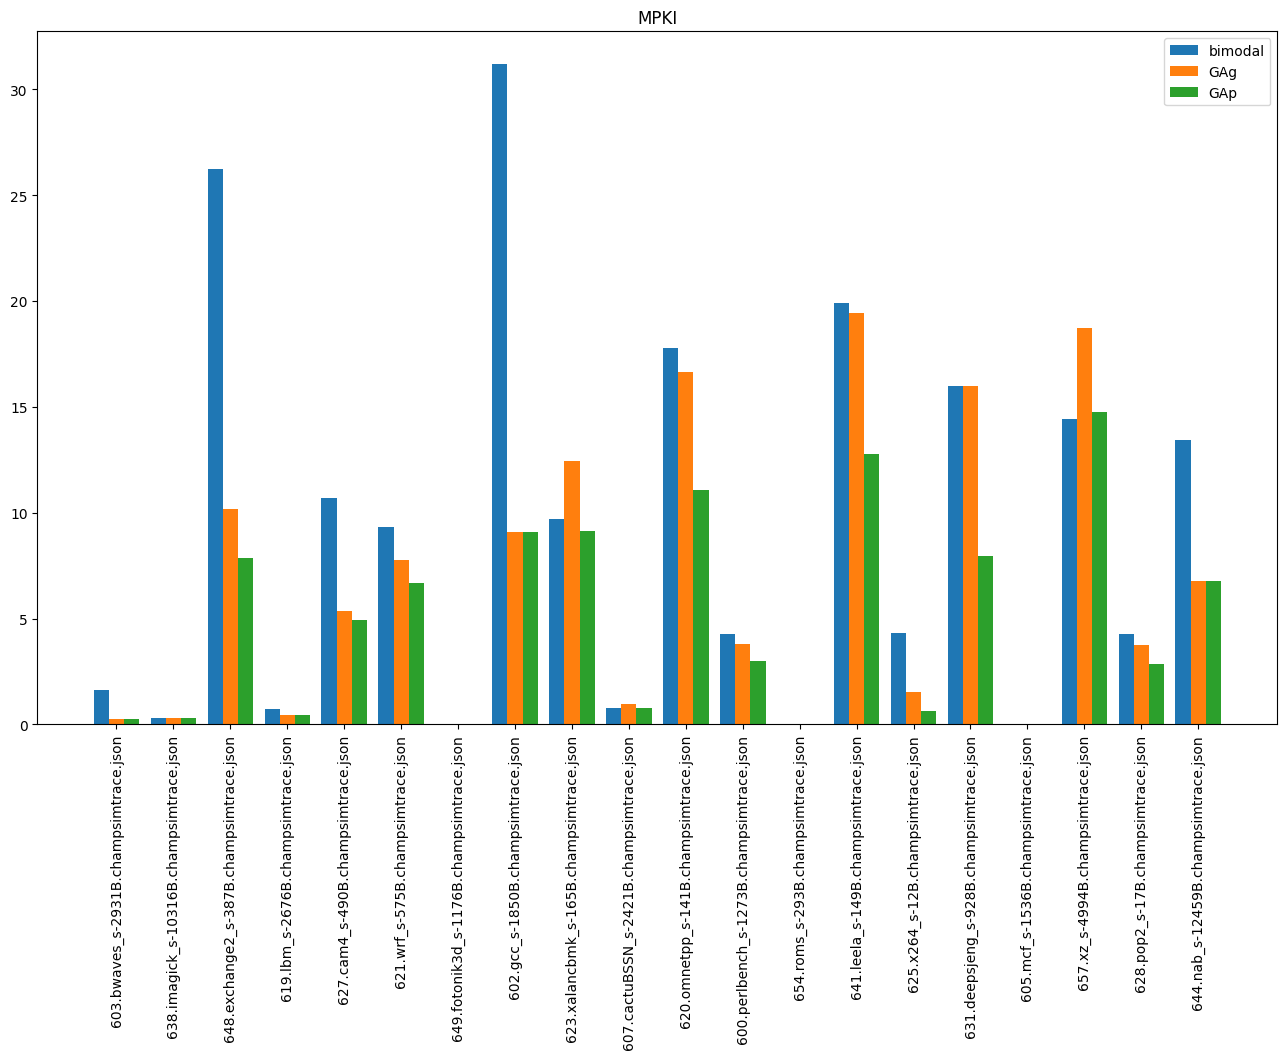 MPKI
bimodal
GAg
GAp
30
25
20
15
10
5
0
603.bwaves_s-2931B.champsimtrace.json
638.imagick_s-10316B.champsimtrace.json
648.exchange2_s-387B.champsimtrace.json
619.lbm_s-2676B.champsimtrace.json
627.cam4_s-490B.champsimtrace.json
621.wrf_s-575B.champsimtrace.json
649.fotonik3d_s-1176B.champsimtrace.json
602.gcc_s-1850B.champsimtrace.json
623.xalancbmk_s-165B.champsimtrace.json
607.cactuBSSN_s-2421B.champsimtrace.json
620.omnetpp_s-141B.champsimtrace.json
600.perlbench_s-1273B.champsimtrace.json
654.roms_s-293B.champsimtrace.json
641.leela_s-149B.champsimtrace.json
625.x264_s-12B.champsimtrace.json
631.deepsjeng_s-928B.champsimtrace.json
605.mcf_s-1536B.champsimtrace.json
657.xz_s-4994B.champsimtrace.json
628.pop2_s-17B.champsimtrace.json
644.nab_s-12459B.champsimtrace.json